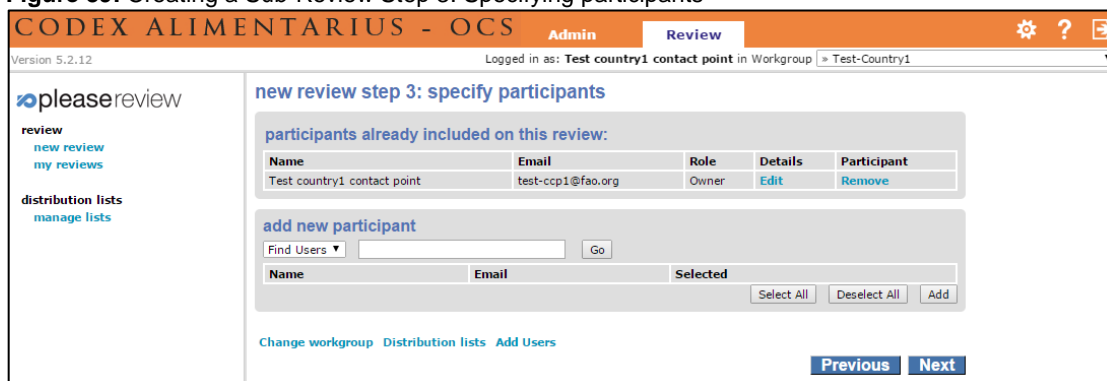 Figure 39: Creating a Sub-Review Step 3: Specifying participants
CODEX ALIMENTARIUS - OCS Admin Review ?
Version 5.2.12 Logged in as: Test country1 contact point in Workgroup » Test-Country1
pleasereview
new review step 3: specify participants
review
new review
my reviews
distribution lists
manage lists
participants already included on this review:
Name Email Role Details Participant
Test country1 contact point test-ccp1@fao.org Owner Edit Remove
add new participant
Find Users Go
Name Email Selected
Select All Deselect All Add
Change workgroup Distribution lists Add Users
Previous Next